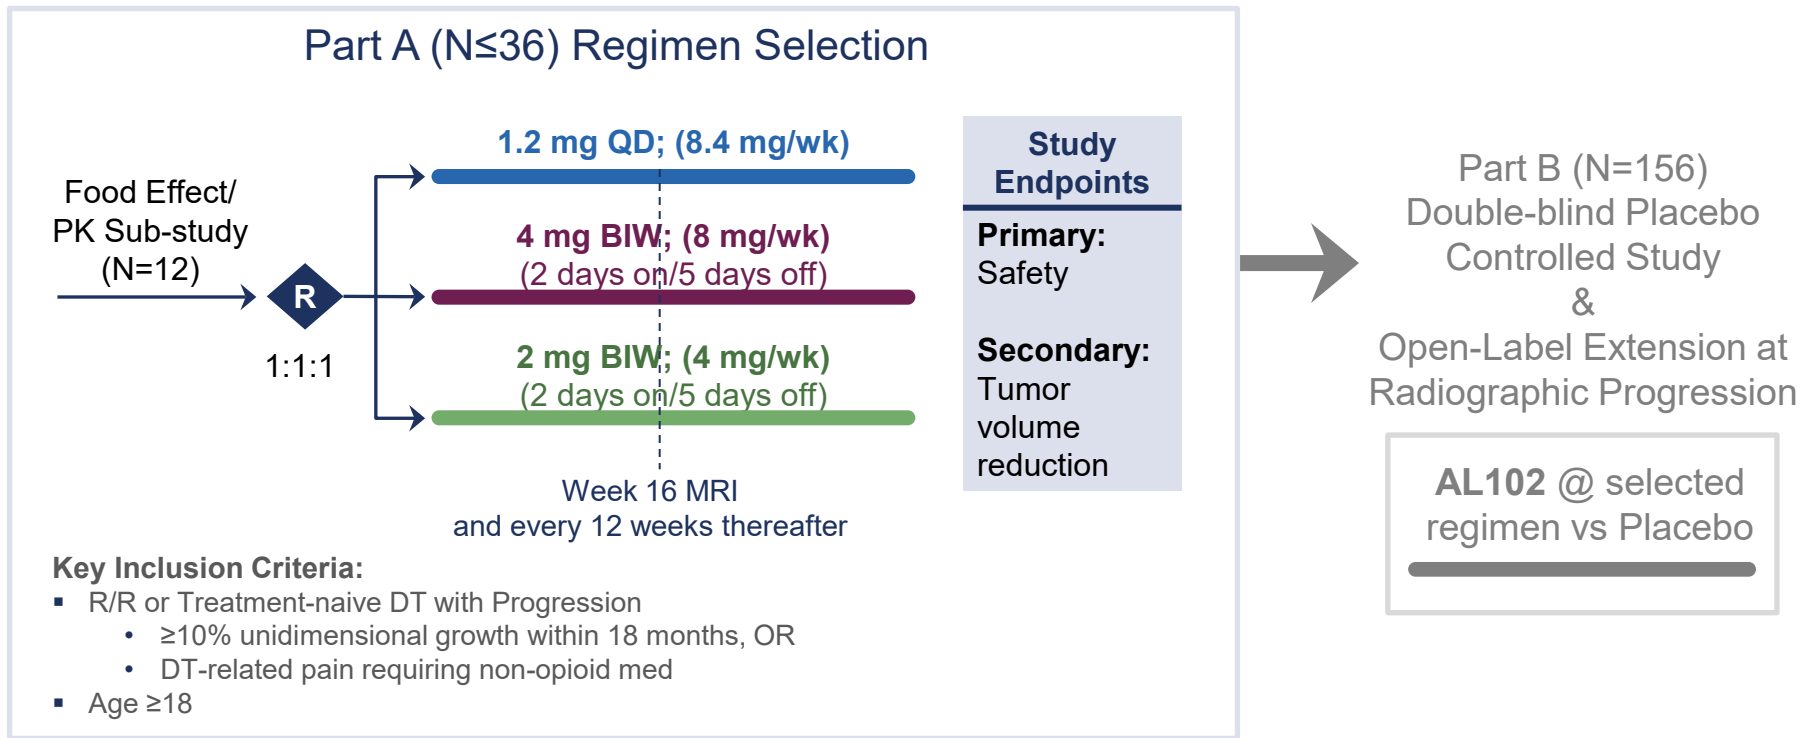 Part A (N≤36) Regimen Selection
Food Effect/
PK Sub-study
(N=12)
R
1:1:1
1.2 mg QD; (8.4 mg/wk)
4 mg BIW; (8 mg/wk)
(2 days on/5 days off)
2 mg BIW; (4 mg/wk)
(2 days on/5 days off)
Week 16 MRI
and every 12 weeks thereafter
Study
Endpoints
Primary:
Safety
Secondary:
Tumor
volume
reduction
Key Inclusion Criteria:
▪ R/R or Treatment-naive DT with Progression
• ≥10% unidimensional growth within 18 months, OR
• DT-related pain requiring non-opioid med
▪ Age ≥18
Part B (N=156)
Double-blind Placebo
Controlled Study
&
Open-Label Extension at
Radiographic Progression
AL102 @ selected
regimen vs Placebo